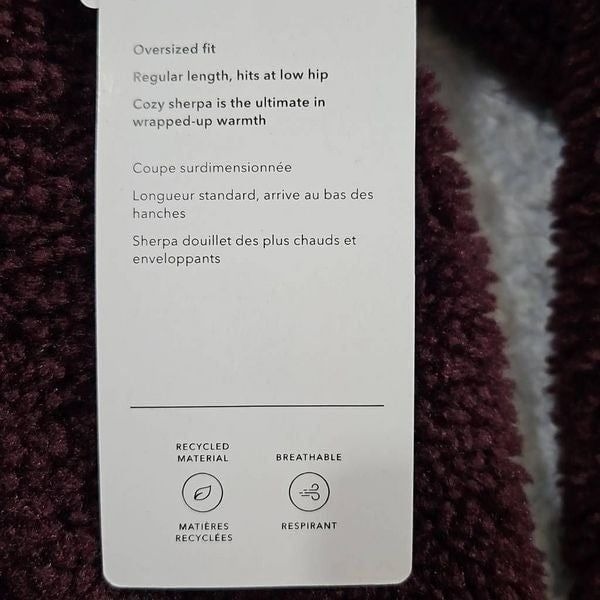 Oversized fit
Regular length, hits at low hip
Cozy sherpa is the ultimate in
wrapped-up warmth
Coupe surdimensionnée
Longueur standard, arrive au bas des
hanches
Sherpa douillet des plus chauds et
enveloppants
RECYCLED
MATERIAL
MATIÈRES
RECYCLÉES
BREATHABLE
RESPIRANT